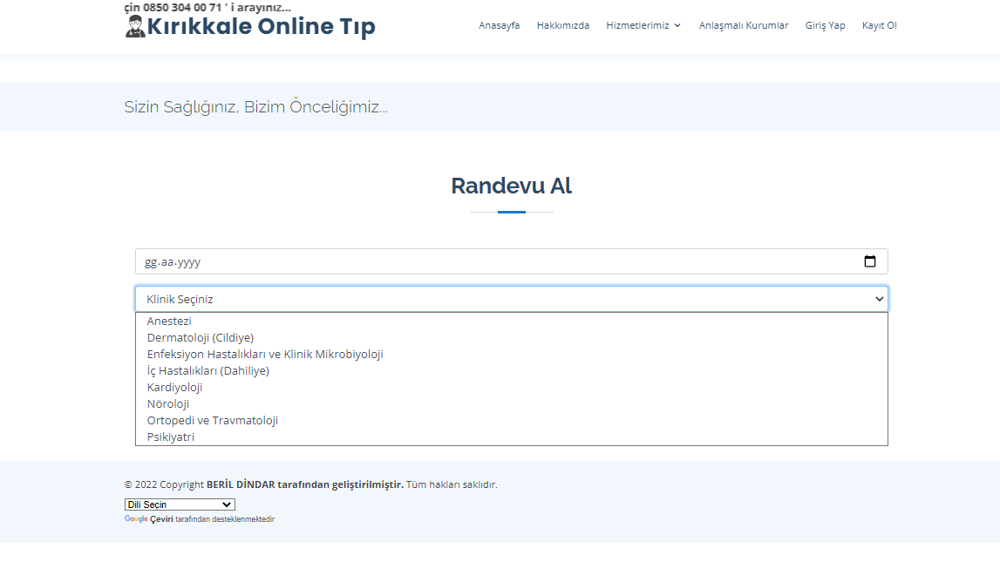 çin 0850 304 00 71 ' i arayınız...
Kırıkkale Online Tıp
Anasayfa Hakkımızda Hizmetlerimiz Anlaşmalı Kurumlar Giriş Yap Kayıt Ol
Sizin Sağlığınız, Bizim Önceliğimiz...
Randevu Al
gg.aa.yyyy
Klinik Seçiniz
Anestezi
Dermatoloji (Cildiye)
Enfeksiyon Hastalıkları ve Klinik Mikrobiyoloji
İç Hastalıkları (Dahiliye)
Kardiyoloji
Nöroloji
Ortopedi ve Travmatoloji
Psikiyatri
© 2022 Copyright BERİL DİNDAR tarafından geliştirilmiştir. Tüm hakları saklıdır.
Dili Seçin
Google Çeviri tarafından desteklenmektedir